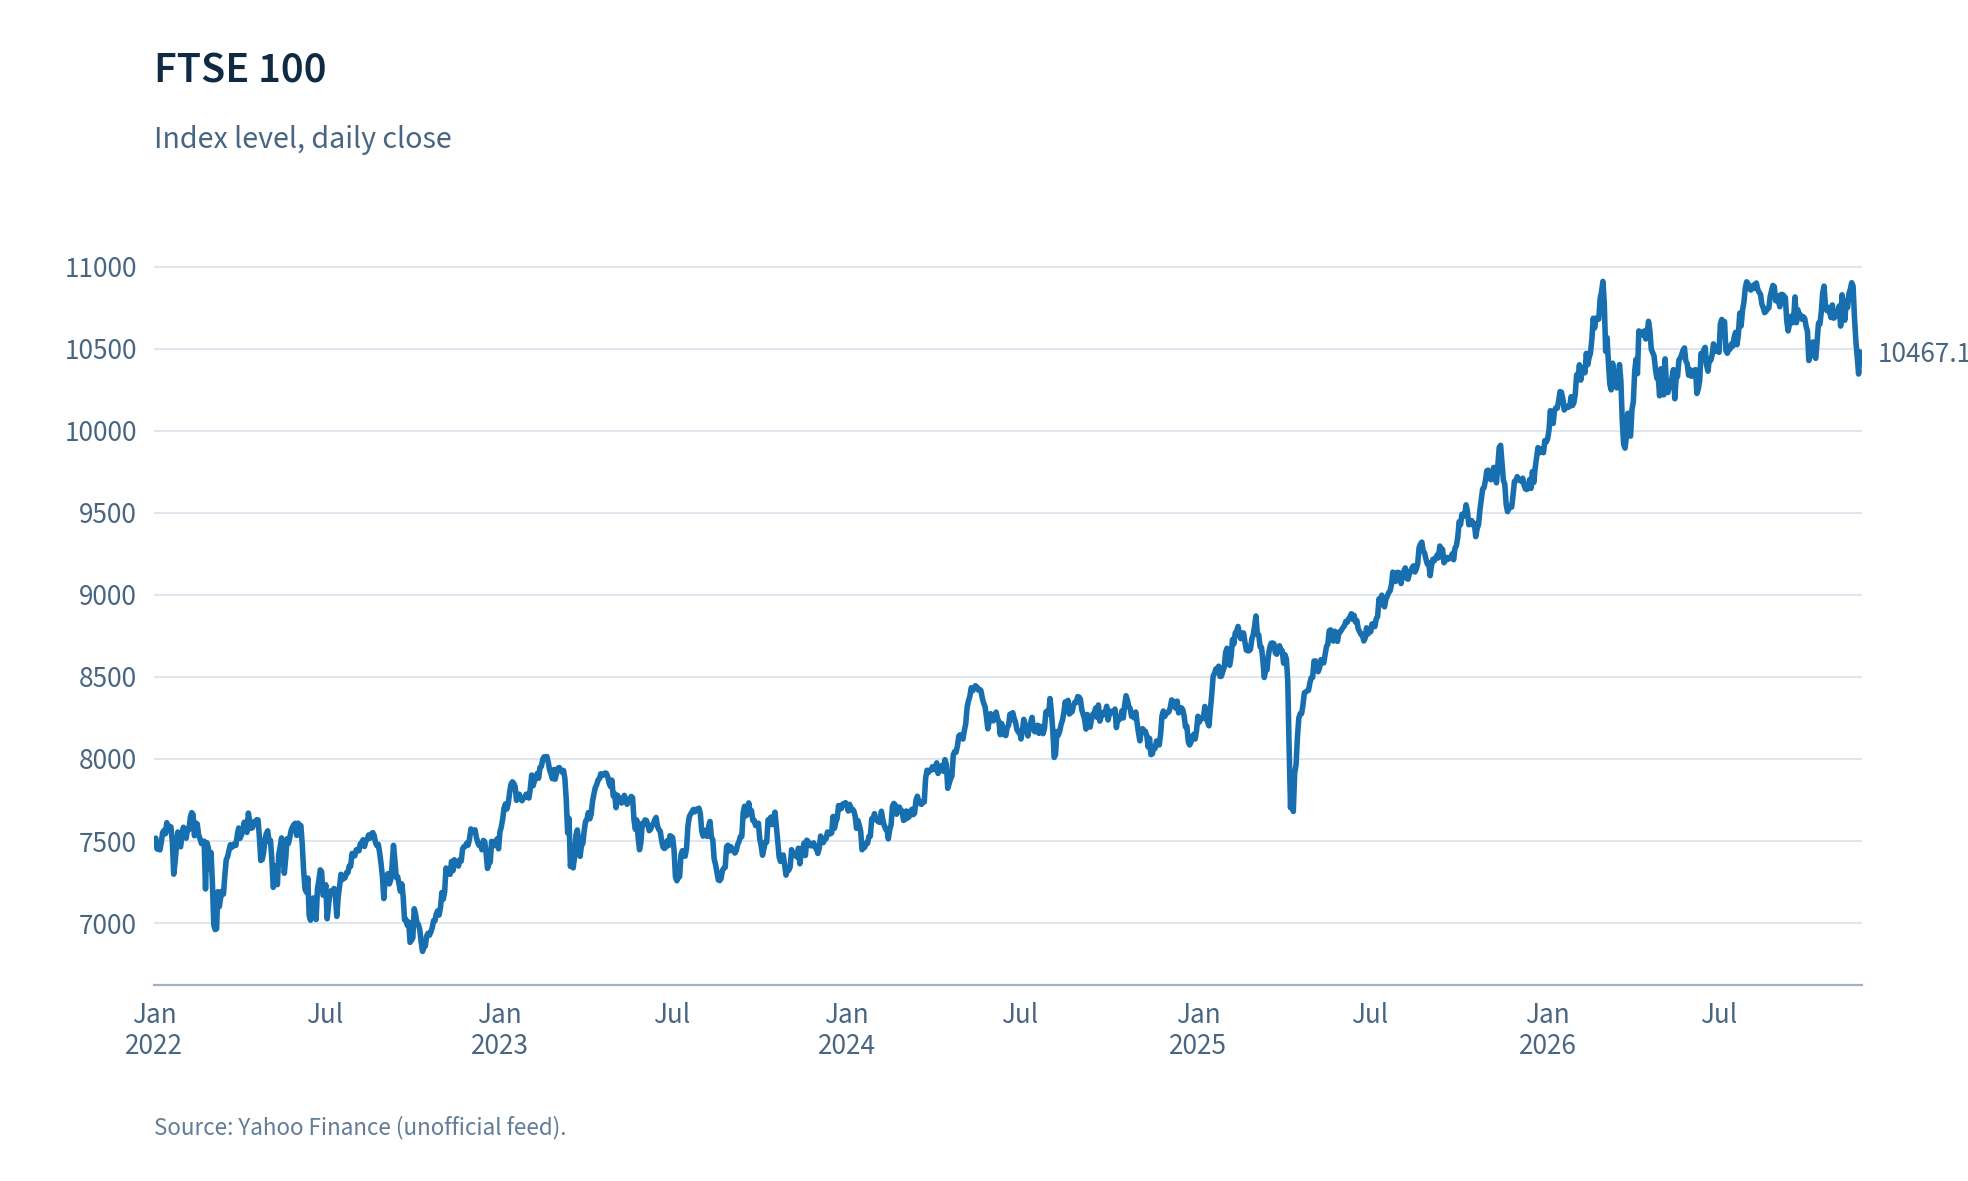 FTSE 100
Index level, daily close
11000
10500
10467.1
10000
9500
9000
8500
8000
7500
7000
Jan Jul Jan Jul Jan Jul Jan Jul Jan Jul
2022 2023 2024 2025 2026
Source: Yahoo Finance (unofficial feed).